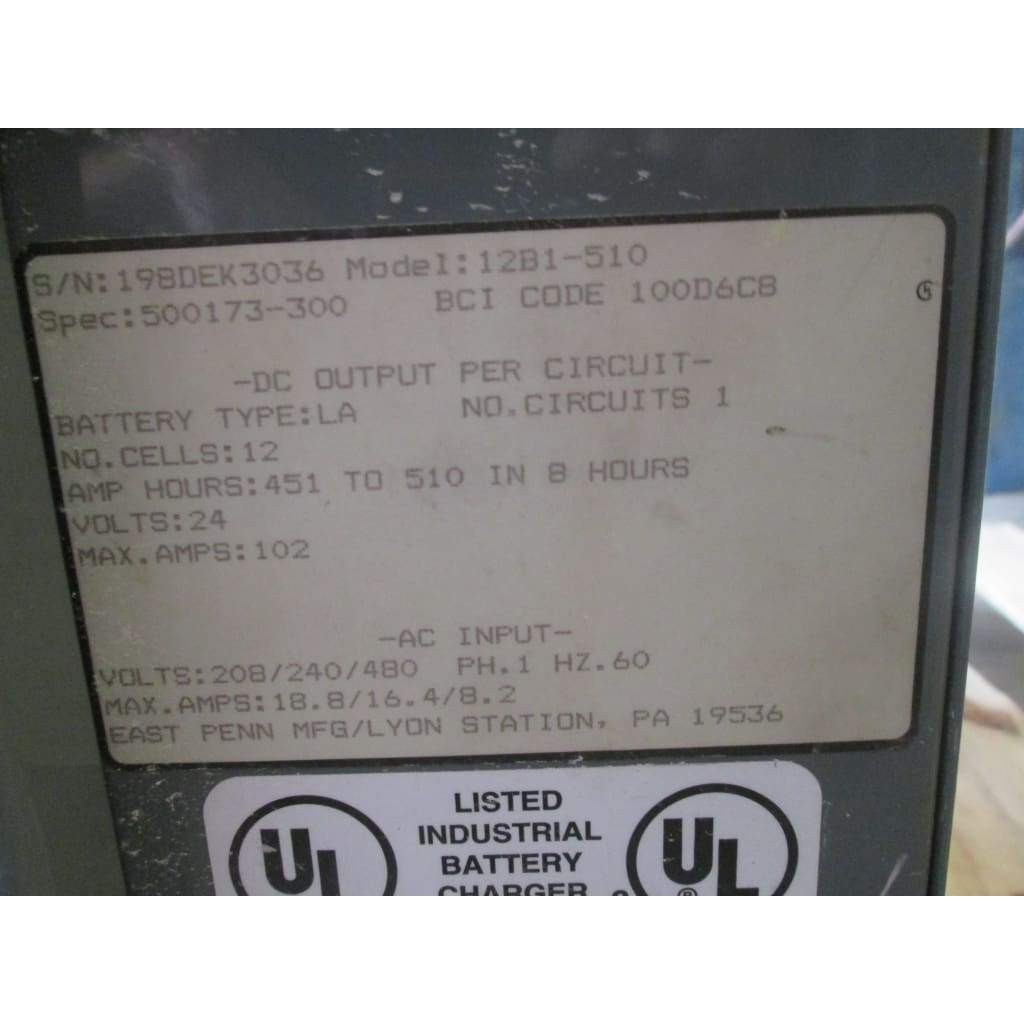 S/N:198DEK3036 Model:12B1-510
Spec:500173-300 BCI CODE 100D6C8
-DC OUTPUT PER CIRCUIT-
BATTERY TYPE:LA NO.CIRCUITS 1
NO.CELLS:12
AMP HOURS:451 TO 510 IN 8 HOURS
VOLTS:24
MAX.AMPS:102
-AC INPUT-
VOLTS:208/240/480 PH.1 HZ.60
MAX.AMPS:18.8/16.4/8.2
EAST PENN MFG/LYON STATION, PA 19536
UL LISTED UL
INDUSTRIAL
BATTERY
CHARGER
®